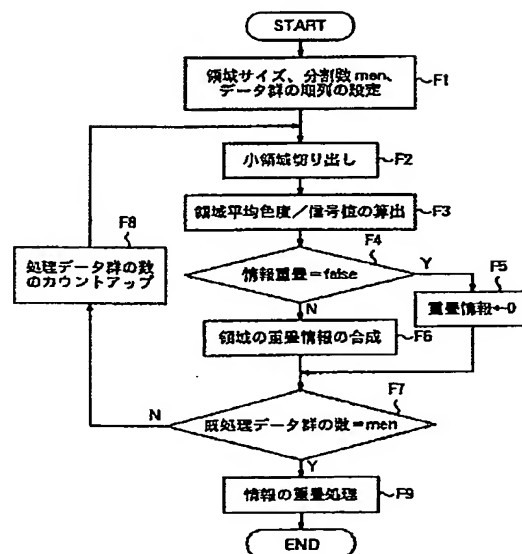 START
領域サイズ、分割数 men、
データ群の取列の設定
F1
小領域切り出し
F2
領域平均色度/信号値の算出
F3
F8
処理データ群の数
のカウントアップ
F4
情報重畳=false
Y
F5
重畳情報←0
N
領域の重畳情報の合成
F6
F7
N
既処理データ群の数=men
Y
情報の重畳処理
F9
END